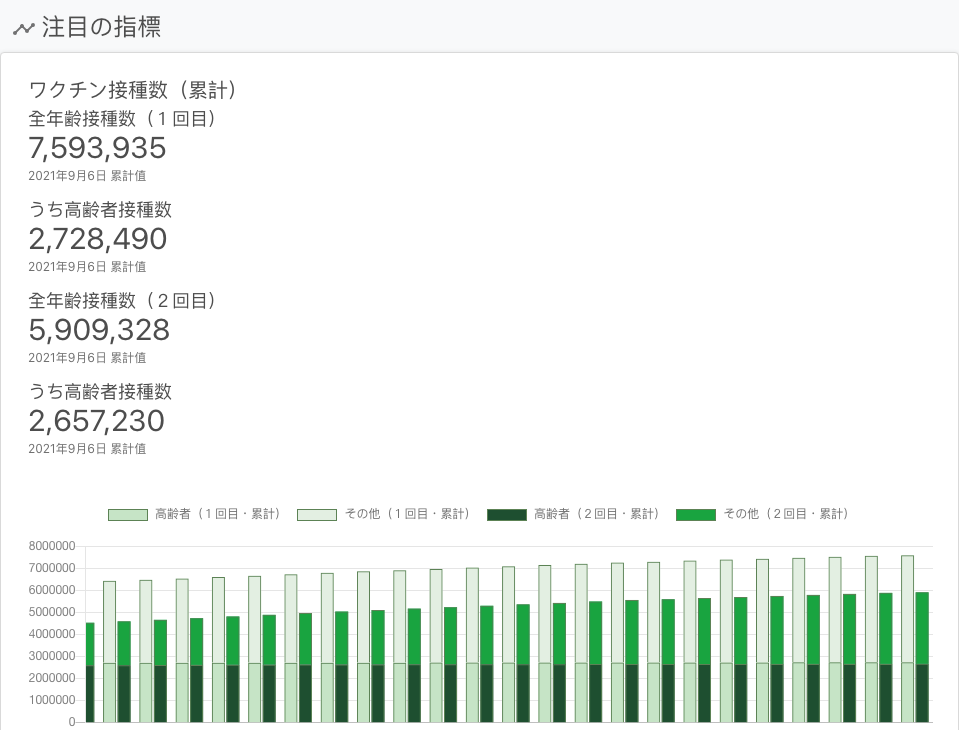 注目の指標
ワクチン接種数（累計）
全年齢接種数（１回目）
7,593,935
2021年9月6日 累計値
うち高齢者接種数
2,728,490
2021年9月6日 累計値
全年齢接種数（２回目）
5,909,328
2021年9月6日 累計値
うち高齢者接種数
2,657,230
2021年9月6日 累計値
高齢者（１回目・累計） その他（１回目・累計） 高齢者（２回目・累計） その他（２回目・累計）
8000000
7000000
6000000
5000000
4000000
3000000
2000000
1000000
0